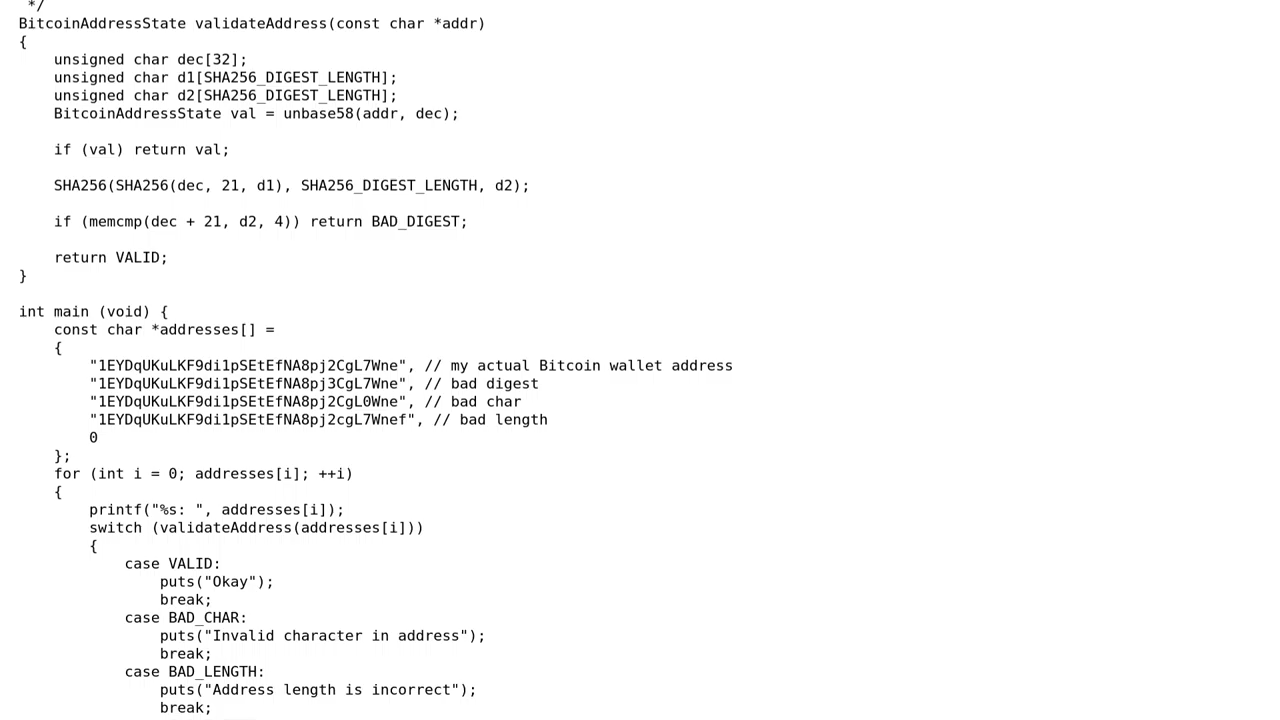 */
BitcoinAddressState validateAddress(const char *addr)
{
    unsigned char dec[32];
    unsigned char d1[SHA256_DIGEST_LENGTH];
    unsigned char d2[SHA256_DIGEST_LENGTH];
    BitcoinAddressState val = unbase58(addr, dec);

    if (val) return val;

    SHA256(SHA256(dec, 21, d1), SHA256_DIGEST_LENGTH, d2);

    if (memcmp(dec + 21, d2, 4)) return BAD_DIGEST;

    return VALID;
}

int main (void) {
    const char *addresses[] =
    {
        "1EYDqUKuLKF9di1pSEtEfNA8pj2CgL7Wne", // my actual Bitcoin wallet address
        "1EYDqUKuLKF9di1pSEtEfNA8pj3CgL7Wne", // bad digest
        "1EYDqUKuLKF9di1pSEtEfNA8pj2CgL0Wne", // bad char
        "1EYDqUKuLKF9di1pSEtEfNA8pj2cgL7Wnef", // bad length
        0
    };
    for (int i = 0; addresses[i]; ++i)
    {
        printf("%s: ", addresses[i]);
        switch (validateAddress(addresses[i]))
        {
            case VALID:
                puts("Okay");
                break;
            case BAD_CHAR:
                puts("Invalid character in address");
                break;
            case BAD_LENGTH:
                puts("Address length is incorrect");
                break;